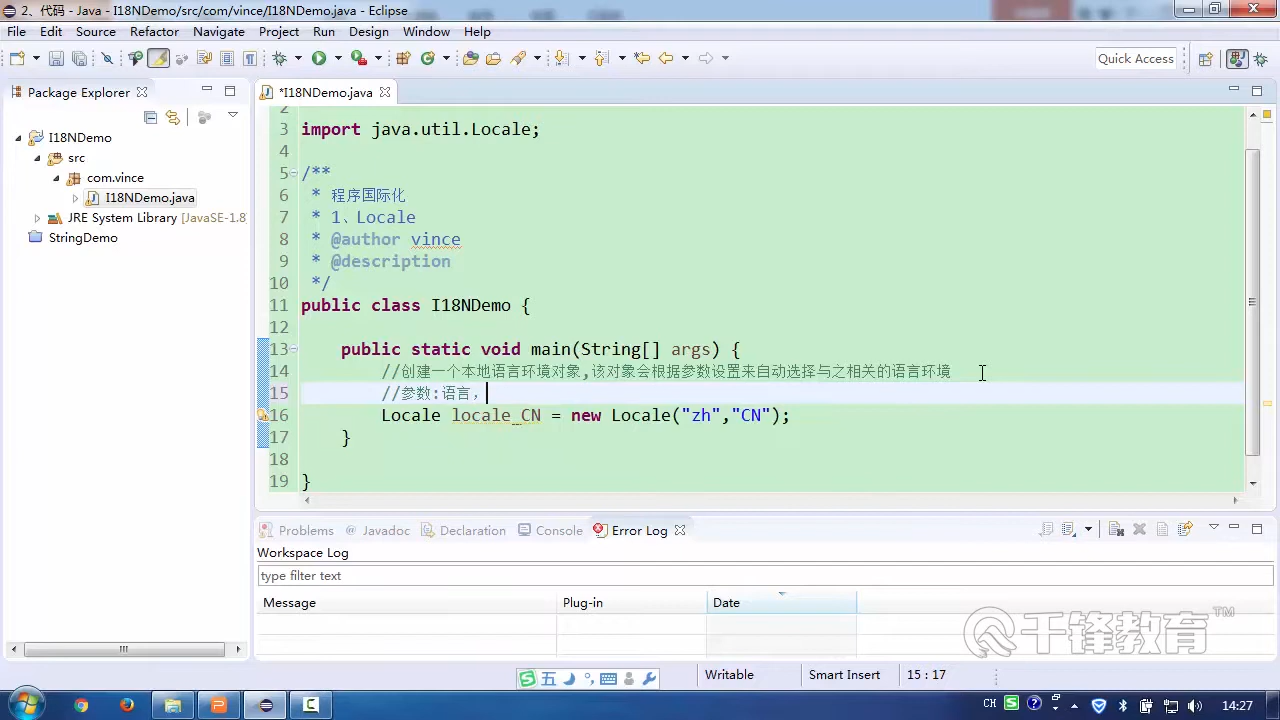 2、代码 - Java - I18NDemo/src/com/vince/I18NDemo.java - Eclipse
File Edit Source Refactor Navigate Project Run Design Window Help
Quick Access
Package Explorer
*I18NDemo.java
I18NDemo
src
com.vince
I18NDemo.java
JRE System Library [JavaSE-1.8
StringDemo
2
3 import java.util.Locale;
4
5 /**
6 * 程序国际化
7 * 1、Locale
8 * @author vince
9 * @description
10 */
11 public class I18NDemo {
12
13 public static void main(String[] args) {
14 //创建一个本地语言环境对象,该对象会根据参数设置来自动选择与之相关的语言环境
15 //参数:语言，
16 Locale locale_CN = new Locale("zh","CN");
17 }
18
19 }
Problems @ Javadoc Declaration Console Error Log
Workspace Log
type filter text
Message Plug-in Date
千锋教育™
五
Writable Smart Insert 15 : 17
CH 14:27